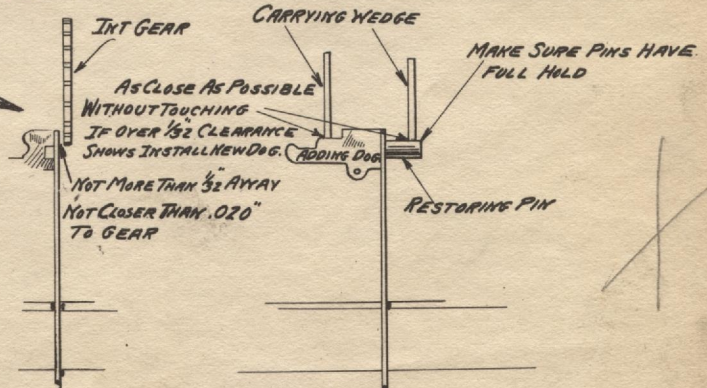 INT GEAR
NOT MORE THAN 1/32" AWAY
NOT CLOSER THAN .020"
TO GEAR
CARRYING WEDGE
AS CLOSE AS POSSIBLE
WITHOUT TOUCHING
IF OVER 1/32" CLEARANCE
SHOWS INSTALL NEW DOG.
ADDING DOG
MAKE SURE PINS HAVE
FULL HOLD
RESTORING PIN